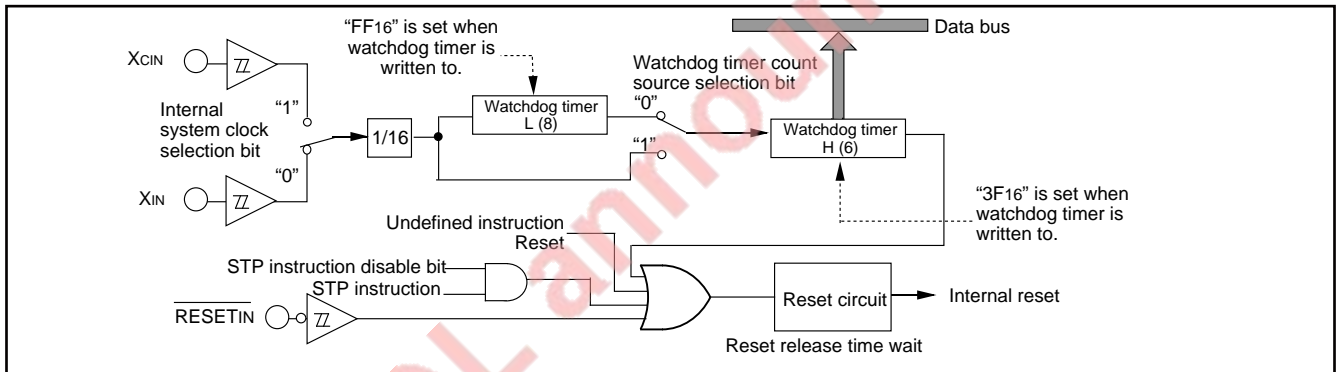 XCIN
"FF16" is set when
watchdog timer is
written to.
Data bus
Watchdog timer count
source selection bit
Internal
system clock
selection bit
"1"
"0"
1/16
Watchdog timer
L (8)
"0"
"1"
Watchdog timer
H (6)
XIN
"3F16" is set when
watchdog timer is
written to.
Undefined instruction
Reset
STP instruction disable bit
STP instruction
RESETIN
Reset circuit
Internal reset
Reset release time wait